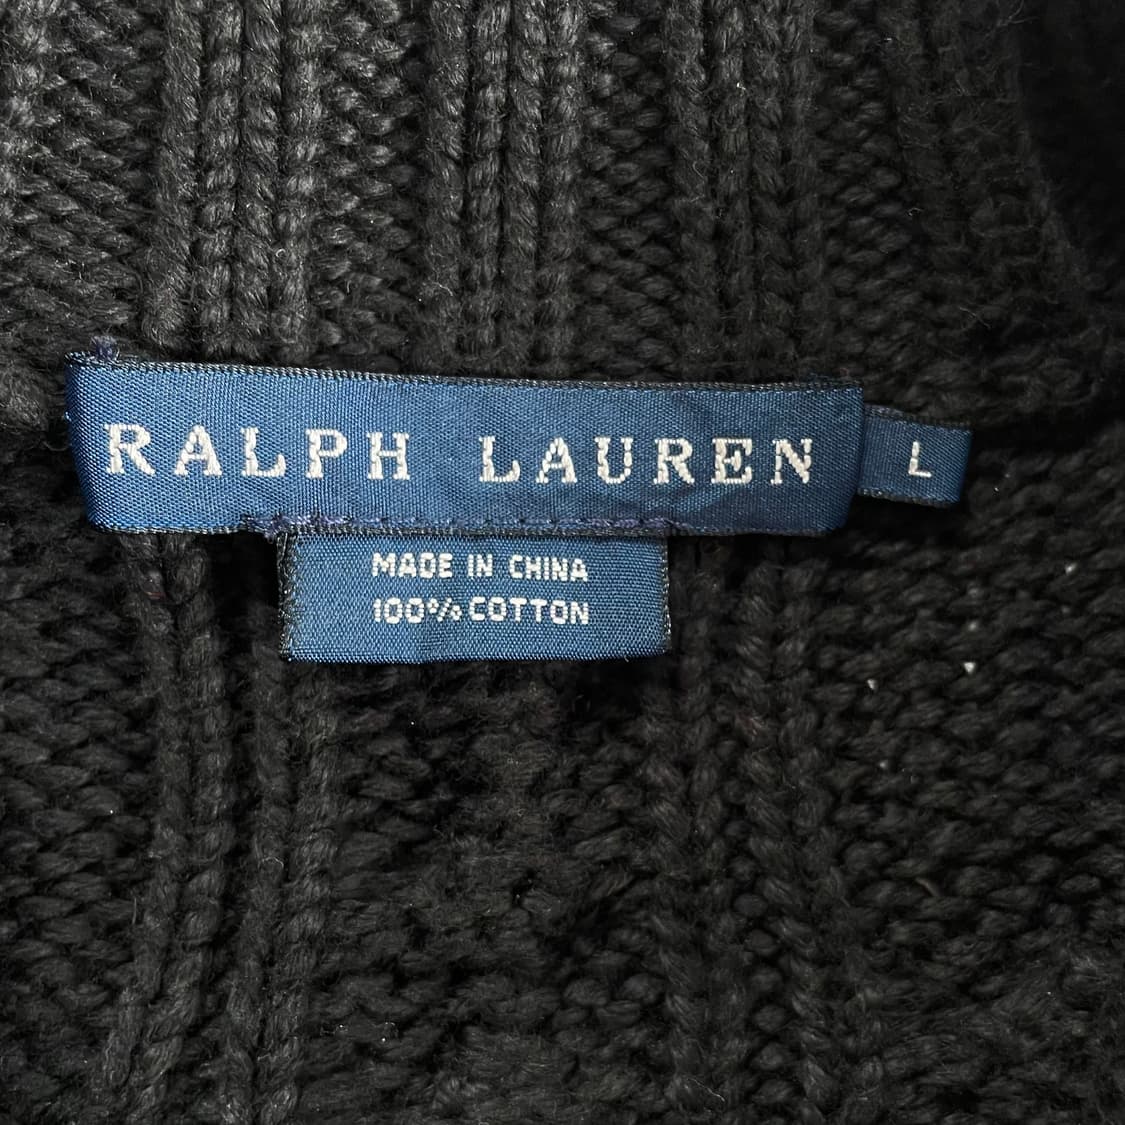 RALPH LAUREN
L
MADE IN CHINA
100% COTTON